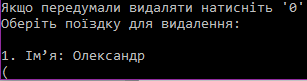 Якщо передумали видаляти натисніть '0'
Оберіть поїздку для видалення:
1. Ім'я: Олександр
(